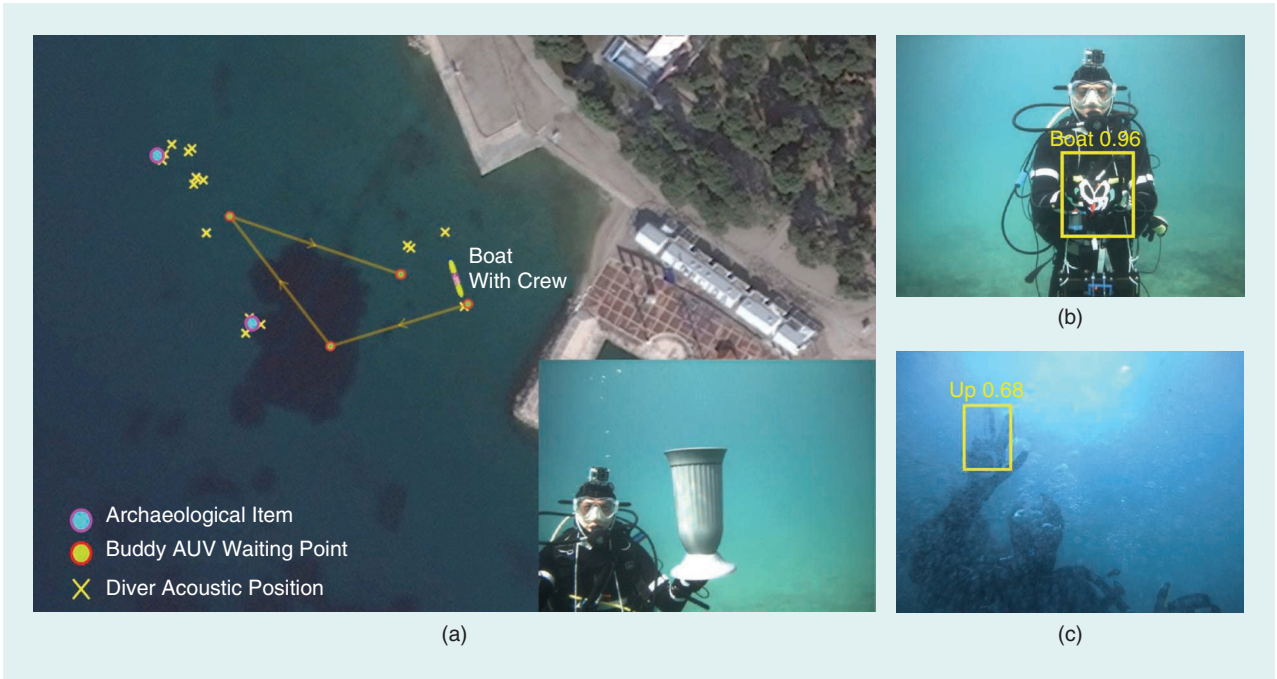 Boat
With Crew
Archaeological Item
Buddy AUV Waiting Point
Diver Acoustic Position
(a)
Boat 0.96
(b)
Up 0.68
(c)